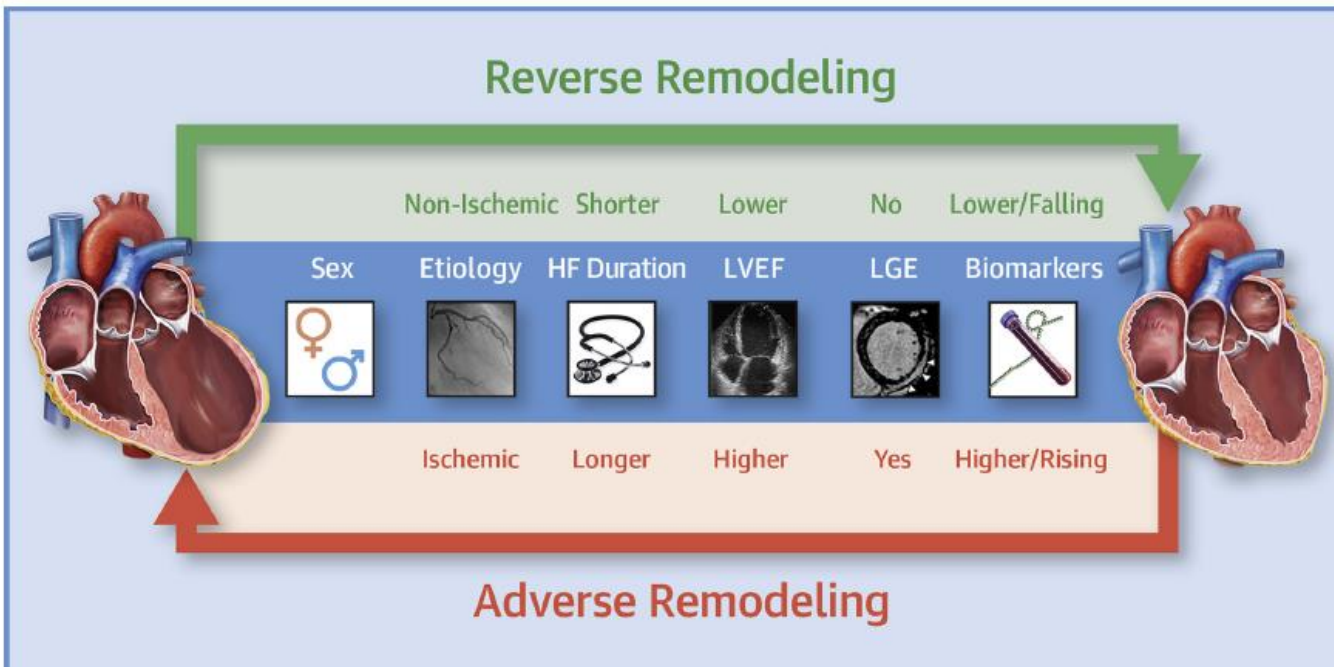 Reverse Remodeling
Non-Ischemic Shorter Lower No Lower/Falling
Sex Etiology HF Duration LVEF LGE Biomarkers
Ischemic Longer Higher Yes Higher/Rising
Adverse Remodeling